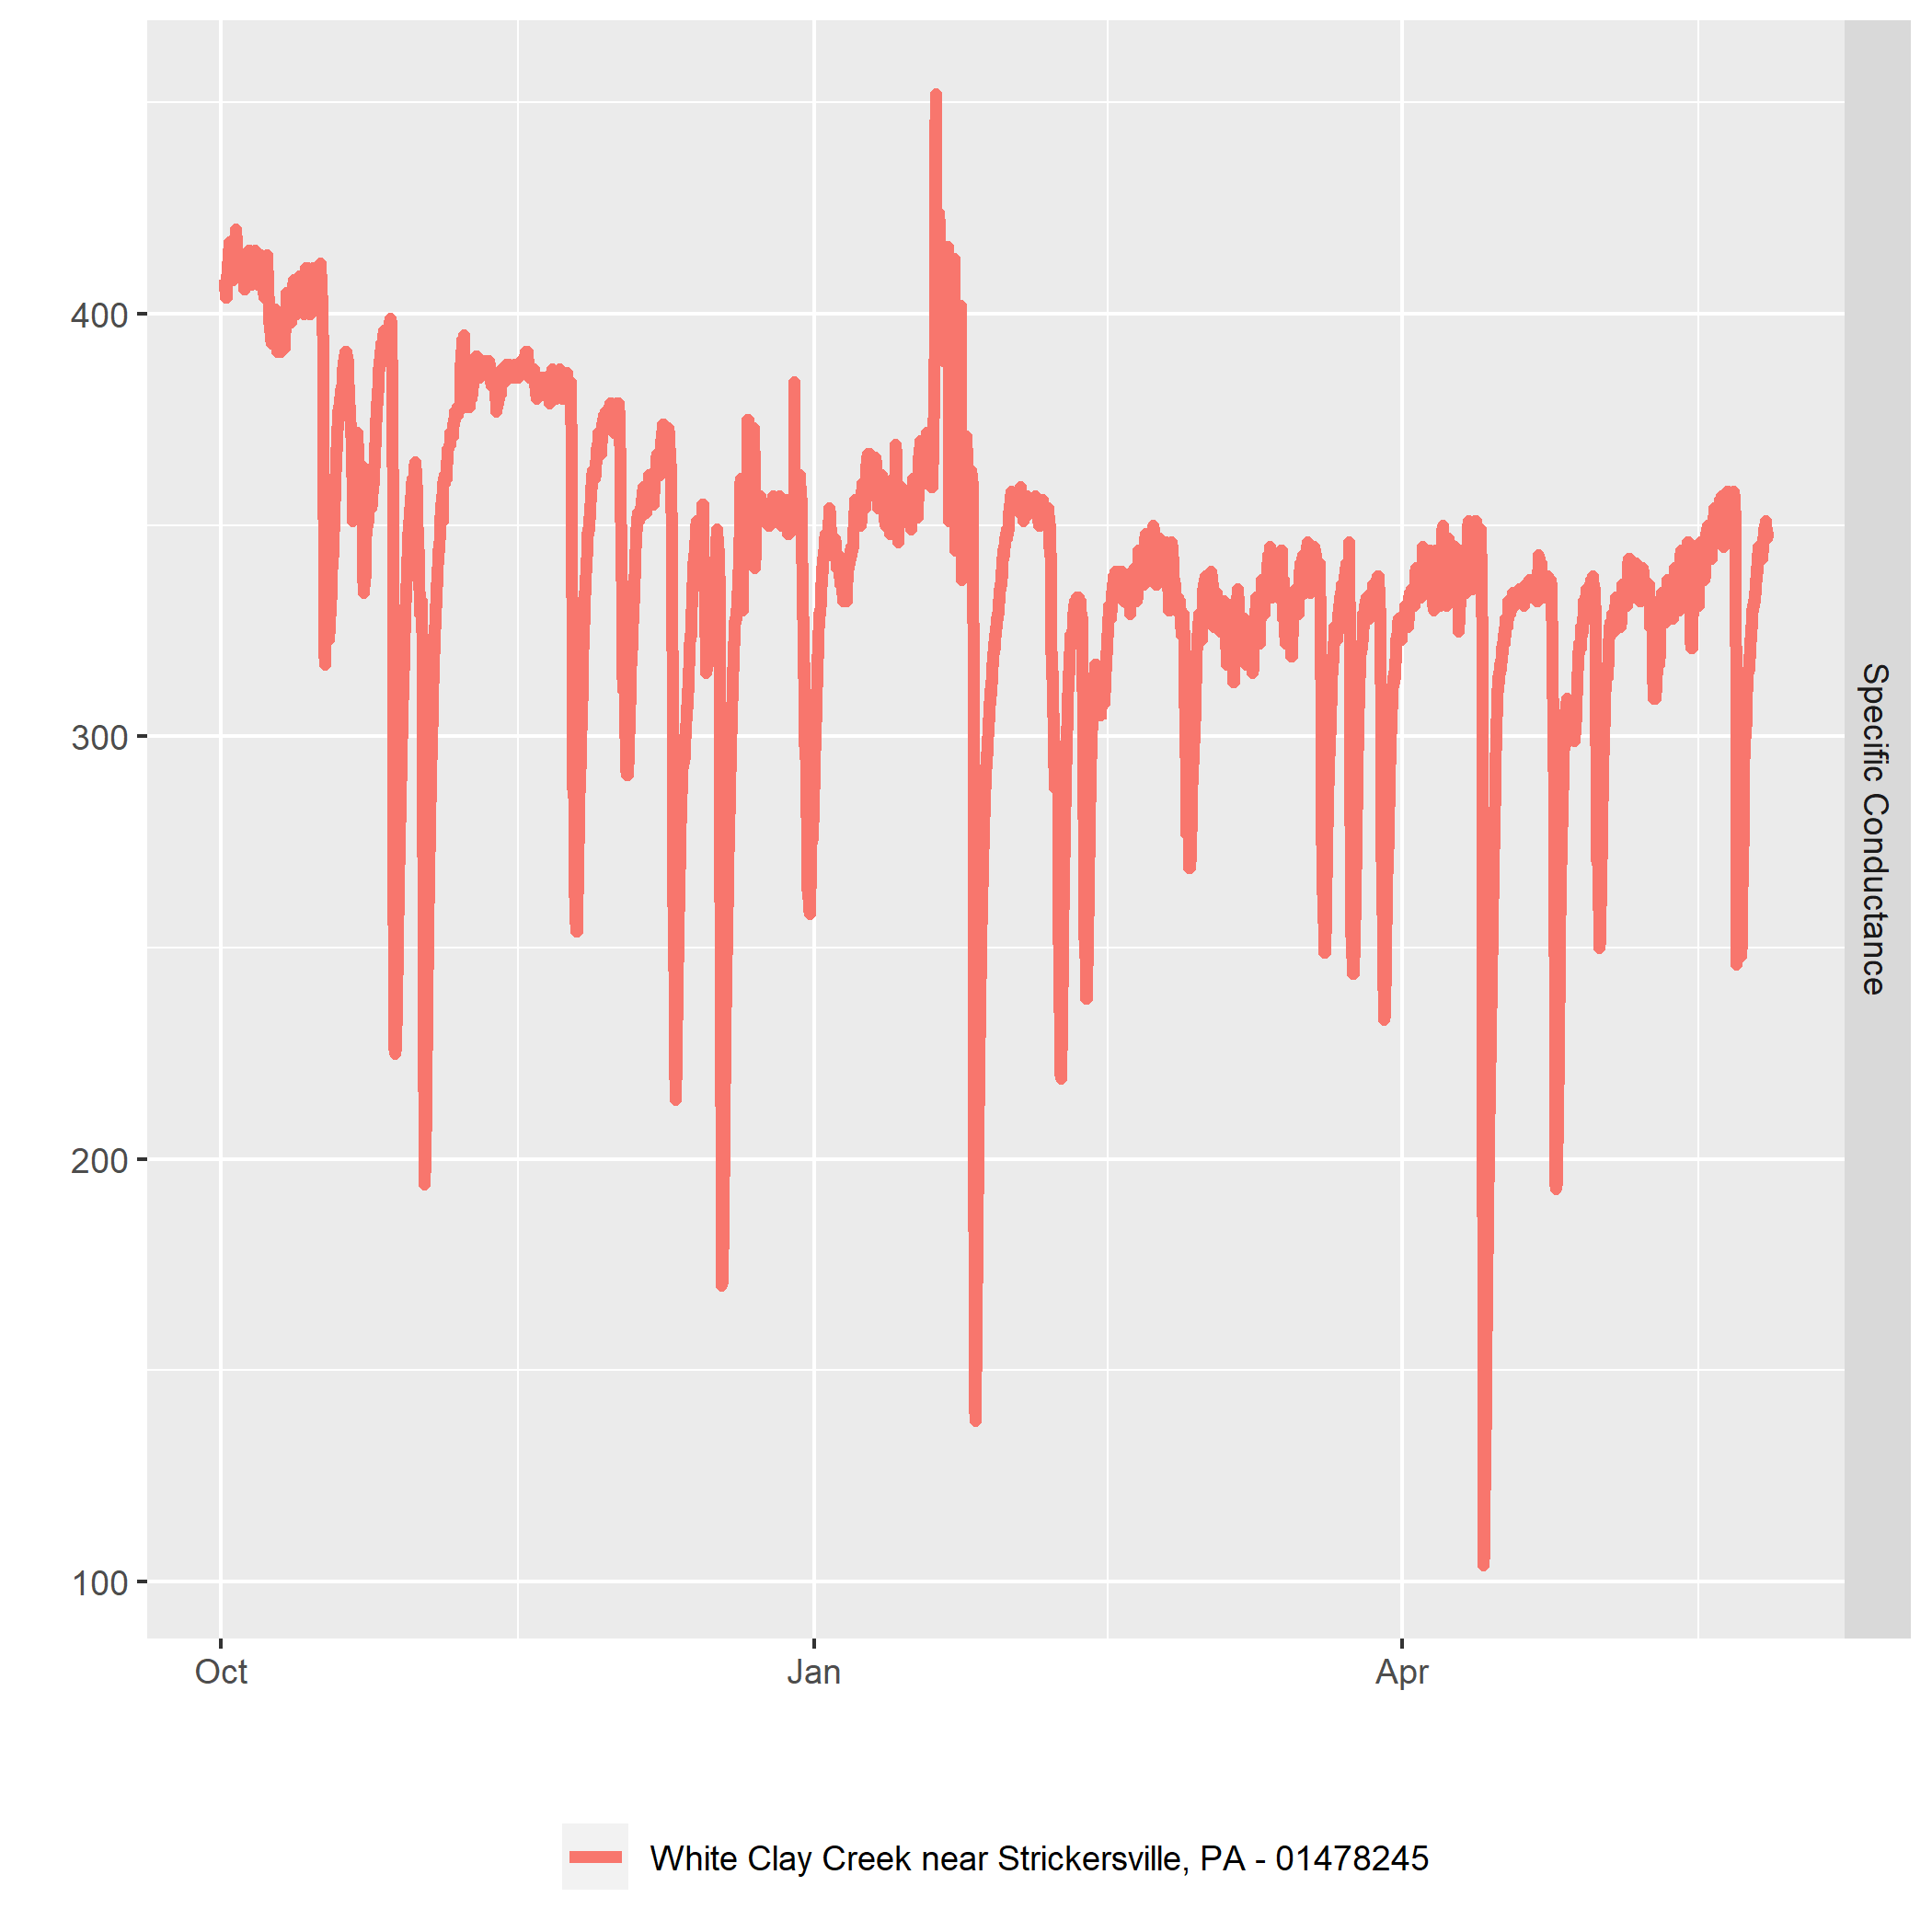 400
300
200
100
Specific Conductance
Oct Jan Apr
White Clay Creek near Strickersville, PA - 01478245